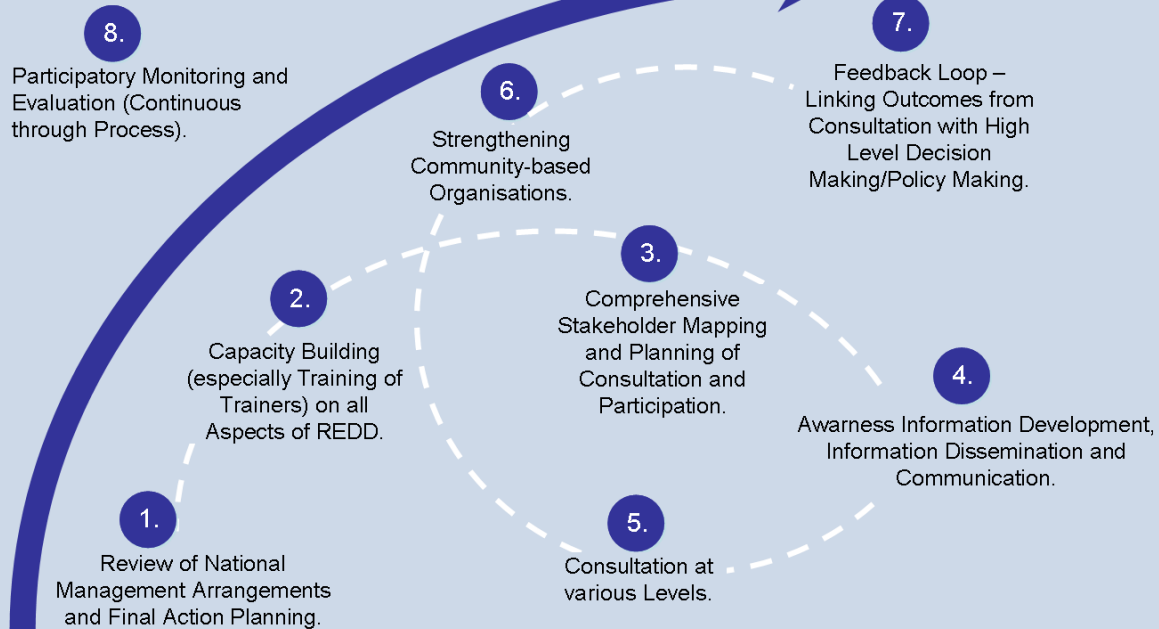 8.
Participatory Monitoring and
Evaluation (Continuous
through Process).
7.
Feedback Loop –
Linking Outcomes from
Consultation with High
Level Decision
Making/Policy Making.
6.
Strengthening
Community-based
Organisations.
3.
Comprehensive
Stakeholder Mapping
and Planning of
Consultation and
Participation.
2.
Capacity Building
(especially Training of
Trainers) on all
Aspects of REDD.
4.
Awarness Information Development,
Information Dissemination and
Communication.
1.
Review of National
Management Arrangements
and Final Action Planning.
5.
Consultation at
various Levels.